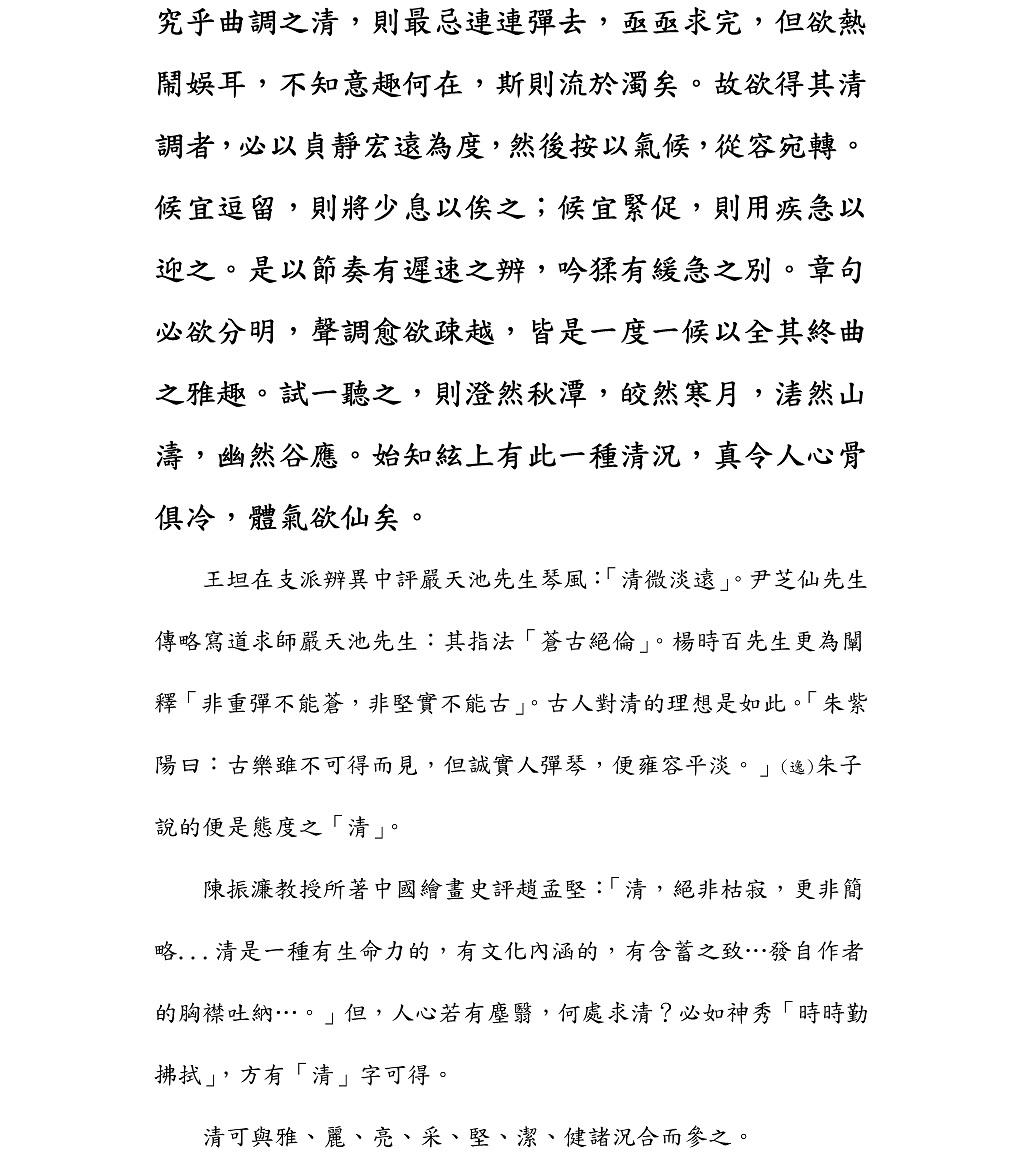 究乎曲調之清，則最忌連連彈去，亟亟求完，但欲熱
鬧娛耳，不知意趣何在，斯則流於濁矣。故欲得其清
調者，必以貞靜宏遠為度，然後按以氣候，從容宛轉。
候宜逗留，則將少息以俟之；候宜緊促，則用疾急以
迎之。是以節奏有遲速之辨，吟猱有緩急之別。章句
必欲分明，聲調愈欲疎越，皆是一度一候以全其終曲
之雅趣。試一聽之，則澄然秋潭，皎然寒月，湱然山
濤，幽然谷應。始知絃上有此一種清況，真令人心骨
俱冷，體氣欲仙矣。
王坦在支派辨異中評嚴天池先生琴風：「清微淡遠」。尹芝仙先生
傳略寫道求師嚴天池先生：其指法「蒼古絕倫」。楊時百先生更為闡
釋「非重彈不能蒼，非堅實不能古」。古人對清的理想是如此。「朱紫
陽曰：古樂雖不可得而見，但誠實人彈琴，便雍容平淡。」(逸)朱子
說的便是態度之「清」。
陳振濂教授所著中國繪畫史評趙孟堅：「清，絕非枯寂，更非簡
略...清是一種有生命力的，有文化內涵的，有含蓄之致…發自作者
的胸襟吐納…。」但，人心若有塵翳，何處求清？必如神秀「時時勤
拂拭」，方有「清」字可得。
清可與雅、麗、亮、采、堅、潔、健諸況合而參之。